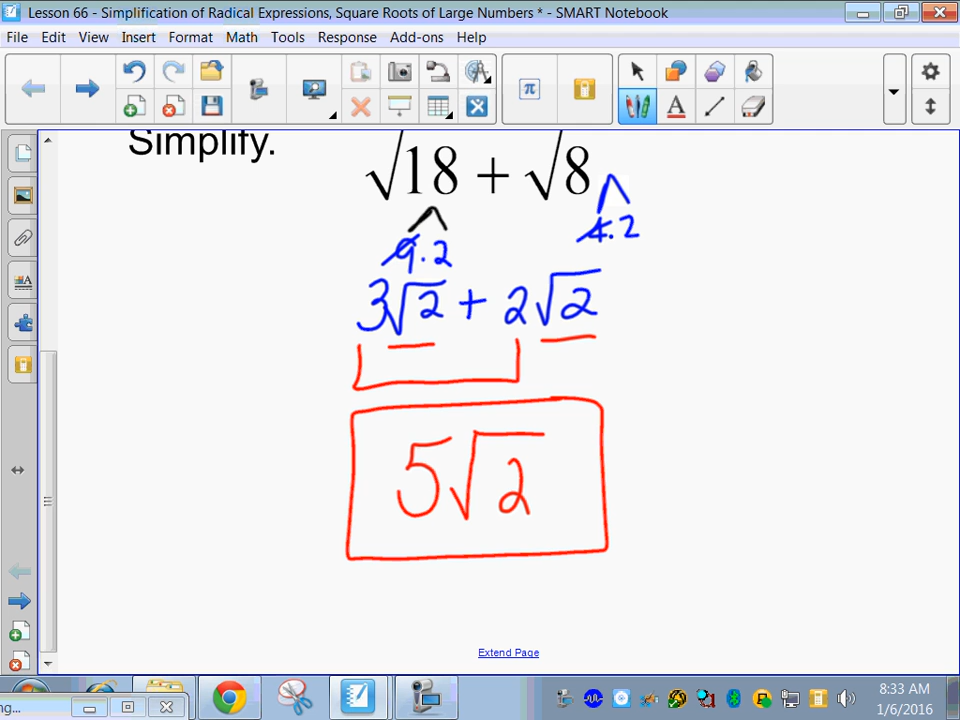 Lesson 66 - Simplification of Radical Expressions, Square Roots of Large Numbers * - SMART Notebook
File Edit View Insert Format Math Tools Response Add-ons Help
Simplify.
√18 + √8
9.2 4.2
3√2 + 2√2
5√2
Extend Page
ng...
8:33 AM
1/6/2016